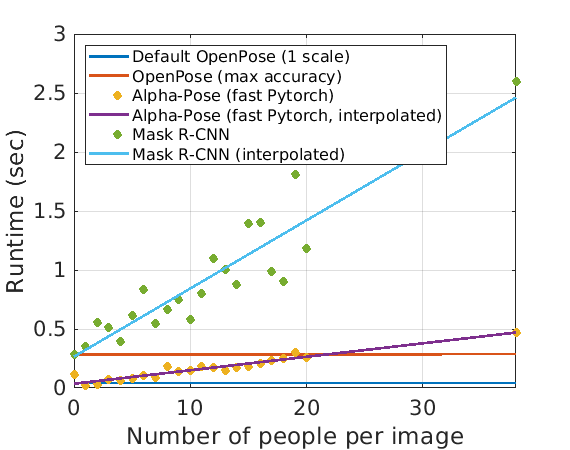 3
2.5
2
1.5
1
0.5
0
Runtime (sec)
Default OpenPose (1 scale)
OpenPose (max accuracy)
Alpha-Pose (fast Pytorch)
Alpha-Pose (fast Pytorch, interpolated)
Mask R-CNN
Mask R-CNN (interpolated)
0 10 20 30
Number of people per image